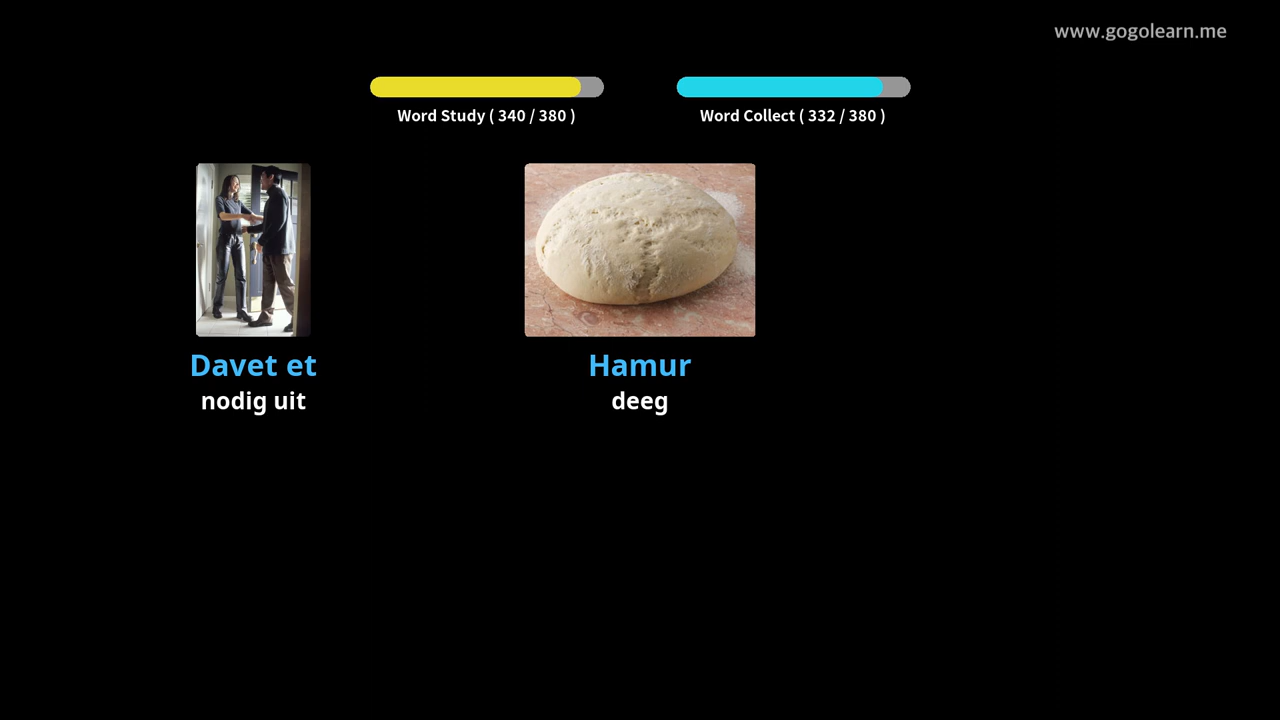 www.gogolearn.me
Word Study ( 340 / 380 )
Word Collect ( 332 / 380 )
Davet et
nodig uit
Hamur
deeg